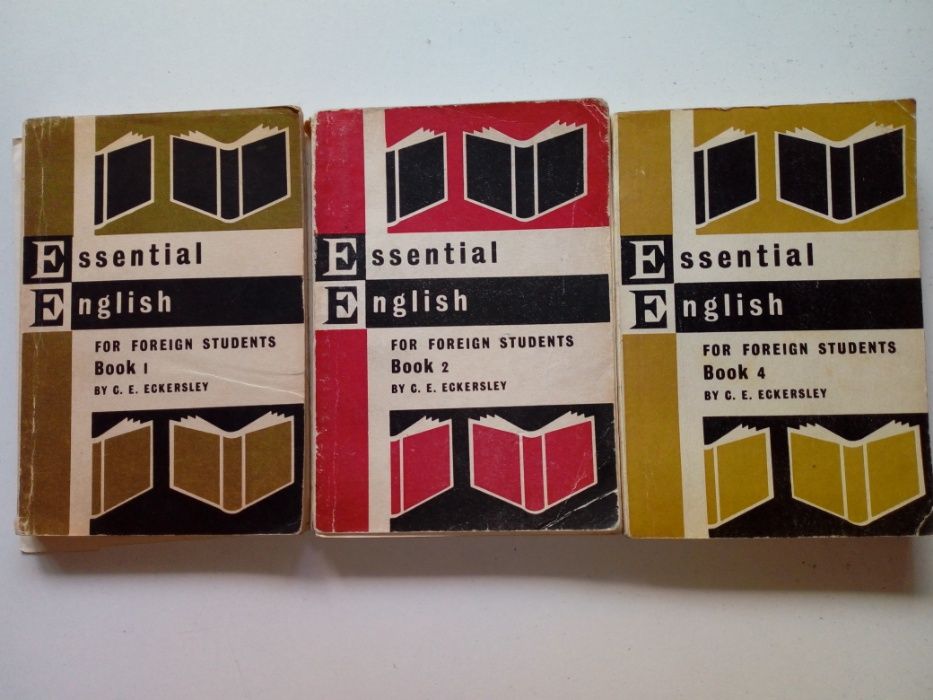 Essential
English
FOR FOREIGN STUDENTS
Book 1
BY C. E. ECKERSLEY
Essential
English
FOR FOREIGN STUDENTS
Book 2
BY C. E. ECKERSLEY
Essential
English
FOR FOREIGN STUDENTS
Book 4
BY C. E. ECKERSLEY